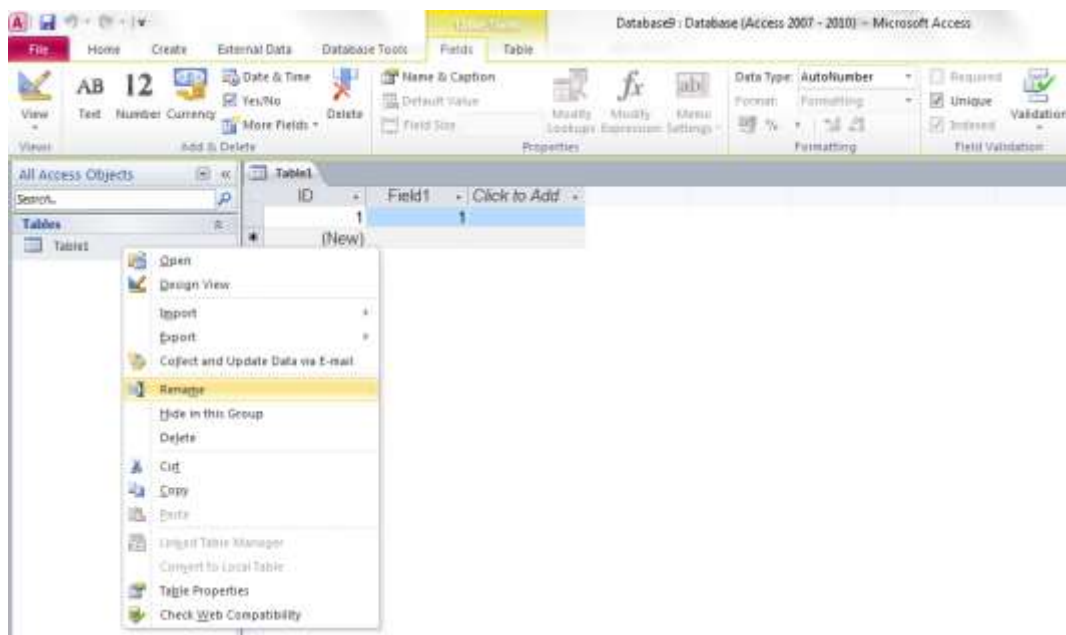 Database9 : Database (Access 2007 - 2010) - Microsoft Access
File Home Create External Data Database Tools Fields Table
AB Text
12 Number
Currency
Date & Time
Yes/No
More Fields
Delete
Name & Caption
Default Value
Field Size
Modify Lookups
fx Modify Expression
ab Memo Settings
Data Type: AutoNumber
Format: Formatting
%
Required
Unique
Indexed
Validation
View
Views
Add & Delete
Properties
Formatting
Field Validation
All Access Objects
Search..
Tables
Table1
Table1
ID Field1 Click to Add
1 1
* (New)
Open
Design View
Import
Export
Collect and Update Data via E-mail
Rename
Hide in this Group
Delete
Cut
Copy
Paste
Linked Table Manager
Convert to Local Table
Table Properties
Check Web Compatibility